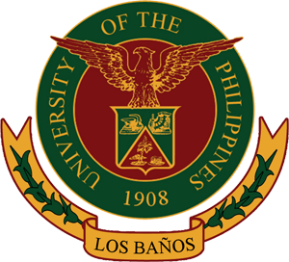 UNIVERSITY OF THE PHILIPPINES
1908
LOS BAÑOS